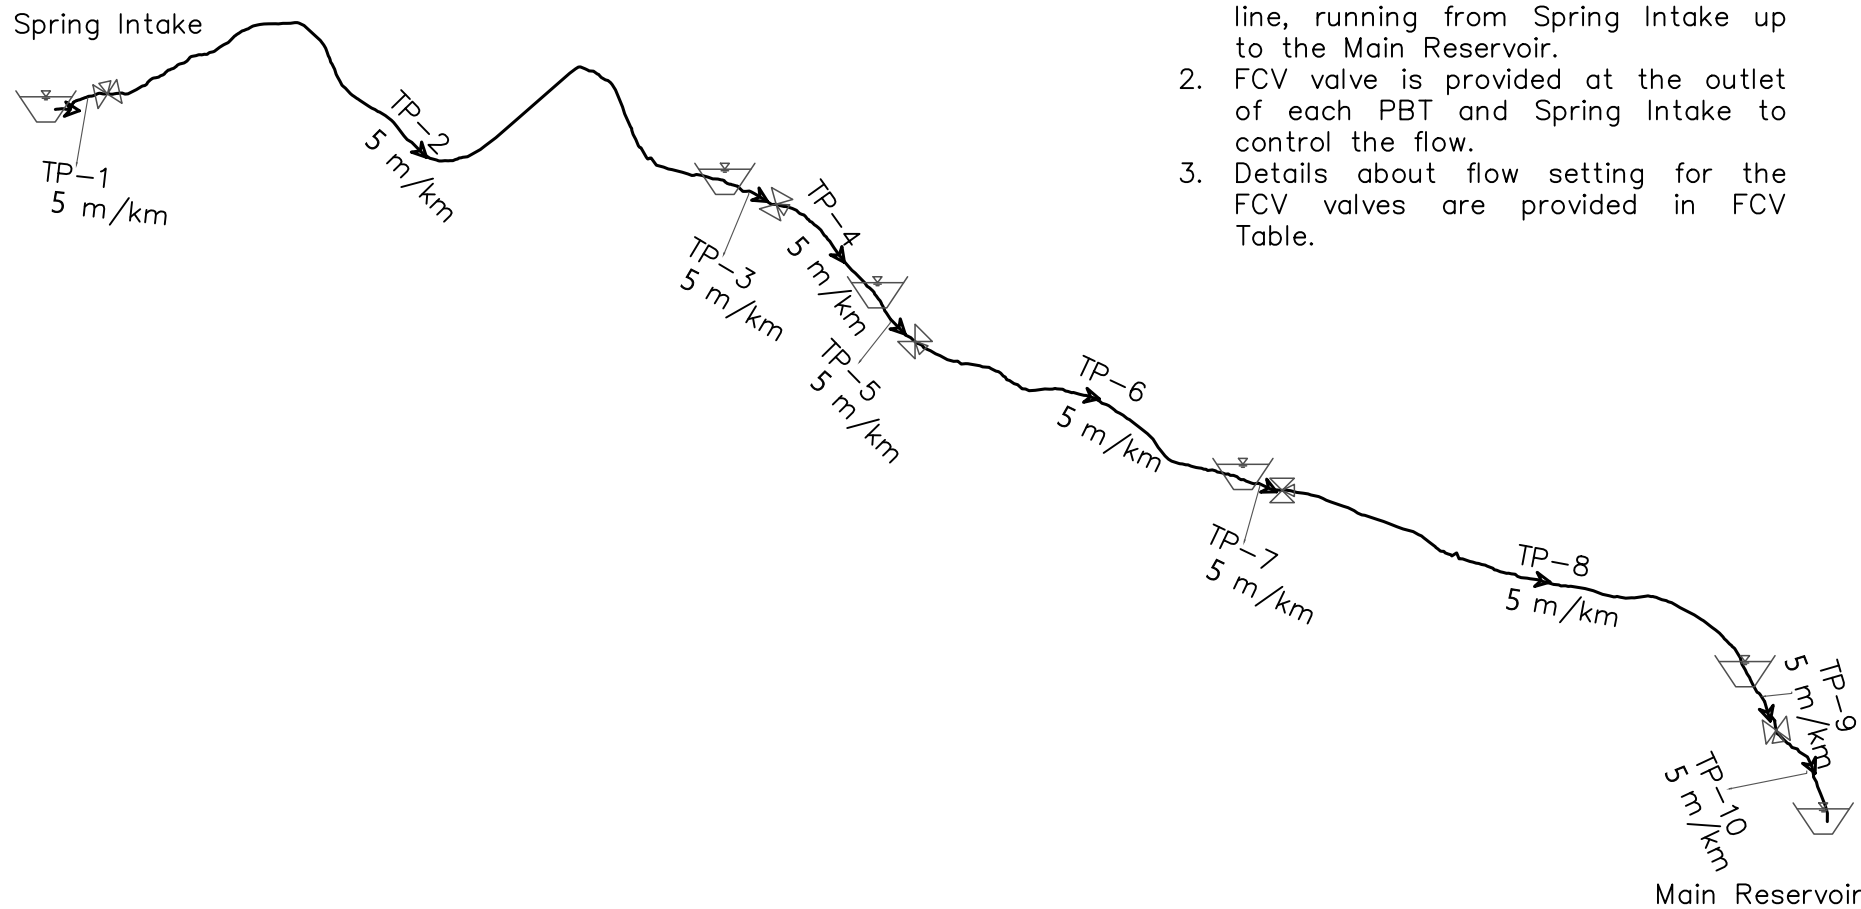 Spring Intake
line, running from Spring Intake up
to the Main Reservoir.
2. FCV valve is provided at the outlet
of each PBT and Spring Intake to
control the flow.
3. Details about flow setting for the
FCV valves are provided in FCV
Table.
TP-1
5 m/km
TP-2
5 m/km
TP-3
5 m/km
TP-4
5 m/km
TP-5
5 m/km
TP-6
5 m/km
TP-7
5 m/km
TP-8
5 m/km
TP-9
5 m/km
TP-10
5 m/km
Main Reservoir